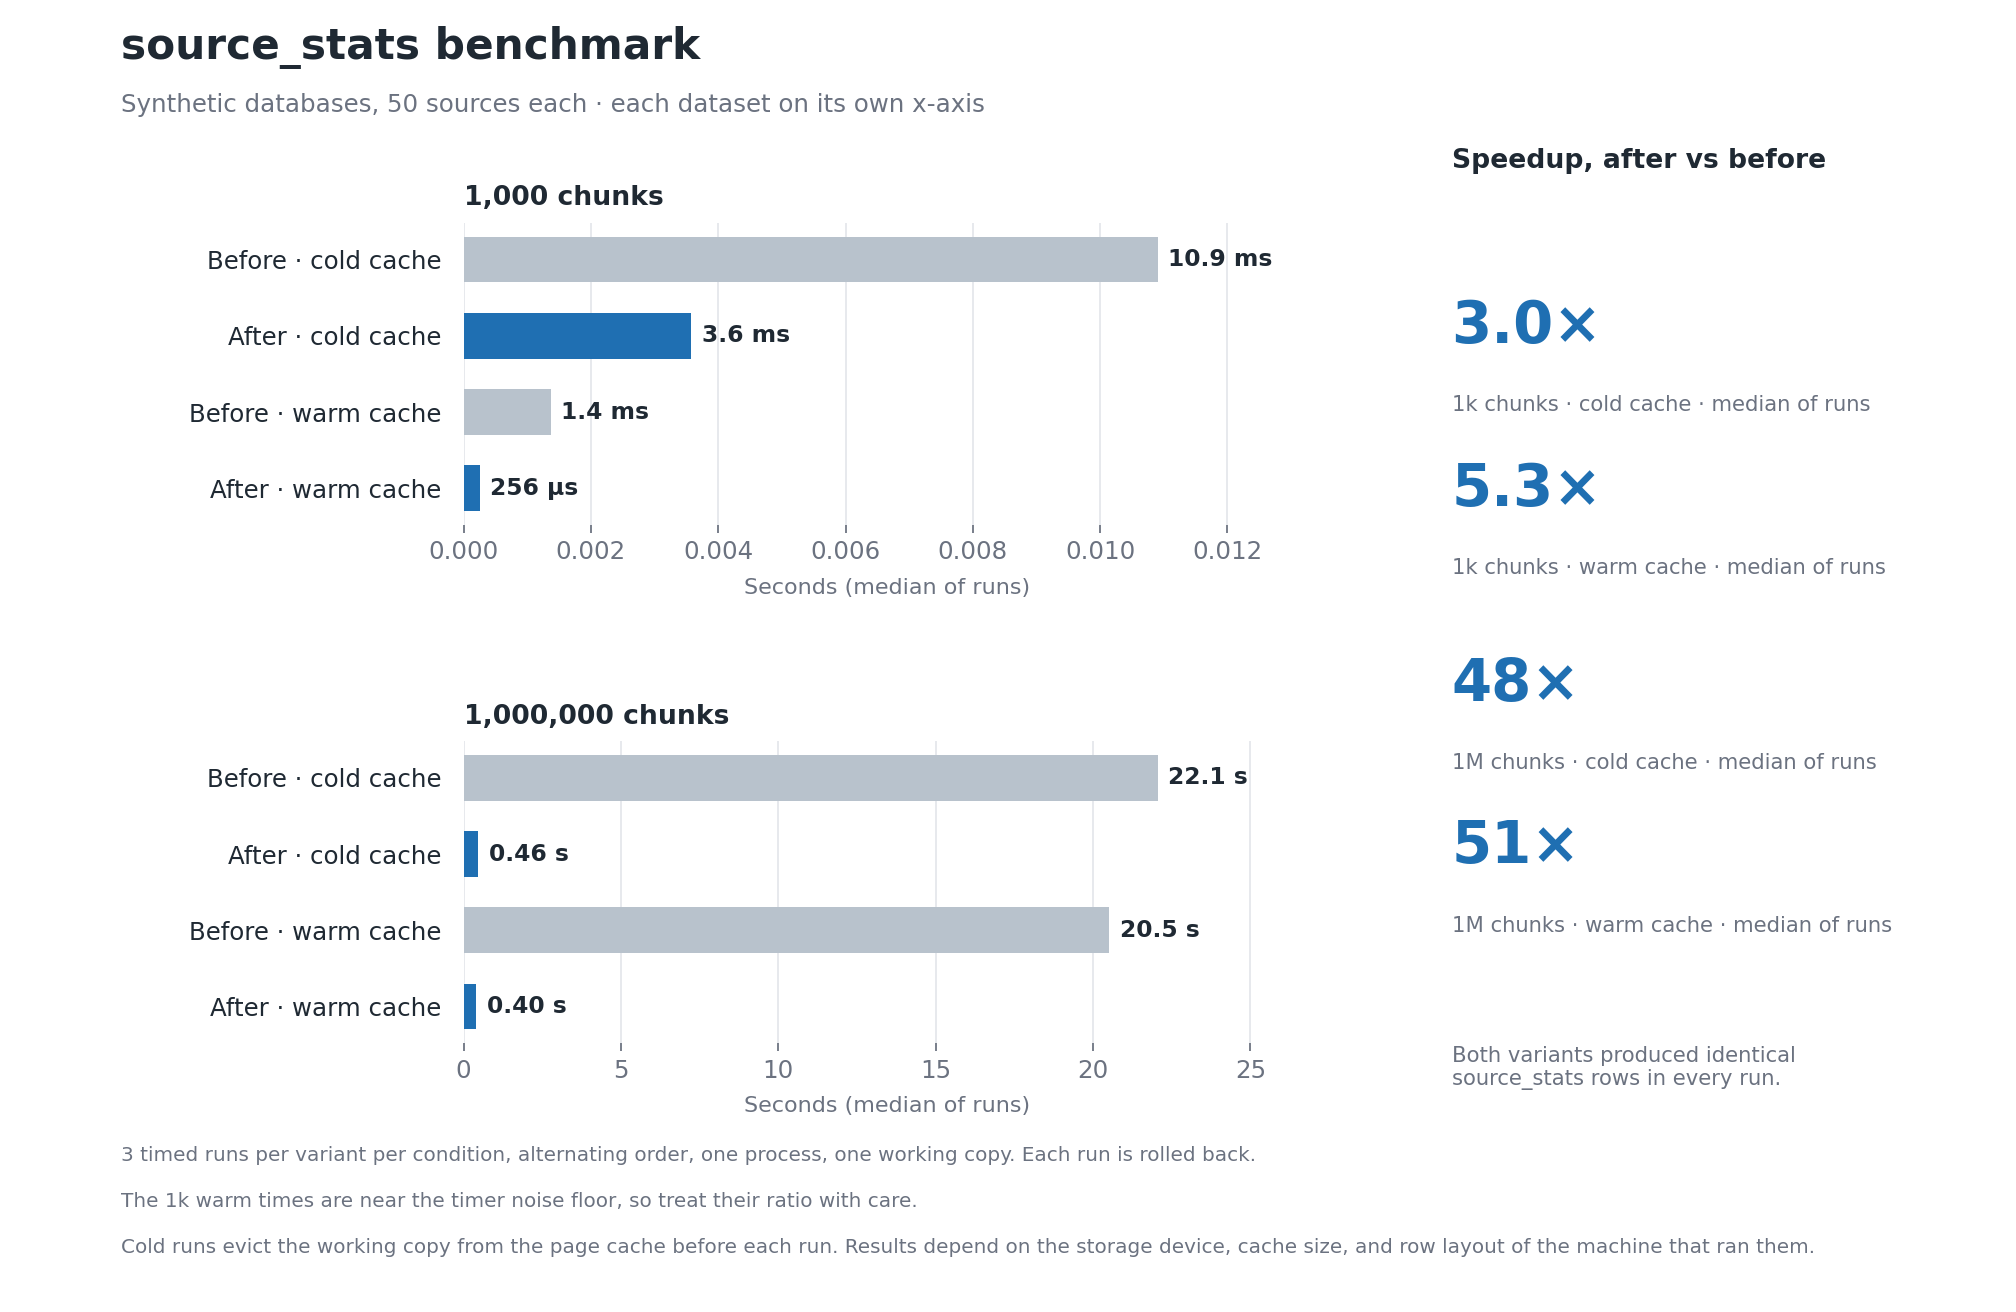 source_stats benchmark
Synthetic databases, 50 sources each · each dataset on its own x-axis
Speedup, after vs before
1,000 chunks
Before · cold cache
10.9 ms
After · cold cache
3.6 ms
Before · warm cache
1.4 ms
After · warm cache
256 µs
0.000 0.002 0.004 0.006 0.008 0.010 0.012
Seconds (median of runs)
3.0×
1k chunks · cold cache · median of runs
5.3×
1k chunks · warm cache · median of runs
1,000,000 chunks
Before · cold cache
22.1 s
After · cold cache
0.46 s
Before · warm cache
20.5 s
After · warm cache
0.40 s
0 5 10 15 20 25
Seconds (median of runs)
48×
1M chunks · cold cache · median of runs
51×
1M chunks · warm cache · median of runs
Both variants produced identical
source_stats rows in every run.
3 timed runs per variant per condition, alternating order, one process, one working copy. Each run is rolled back.
The 1k warm times are near the timer noise floor, so treat their ratio with care.
Cold runs evict the working copy from the page cache before each run. Results depend on the storage device, cache size, and row layout of the machine that ran them.